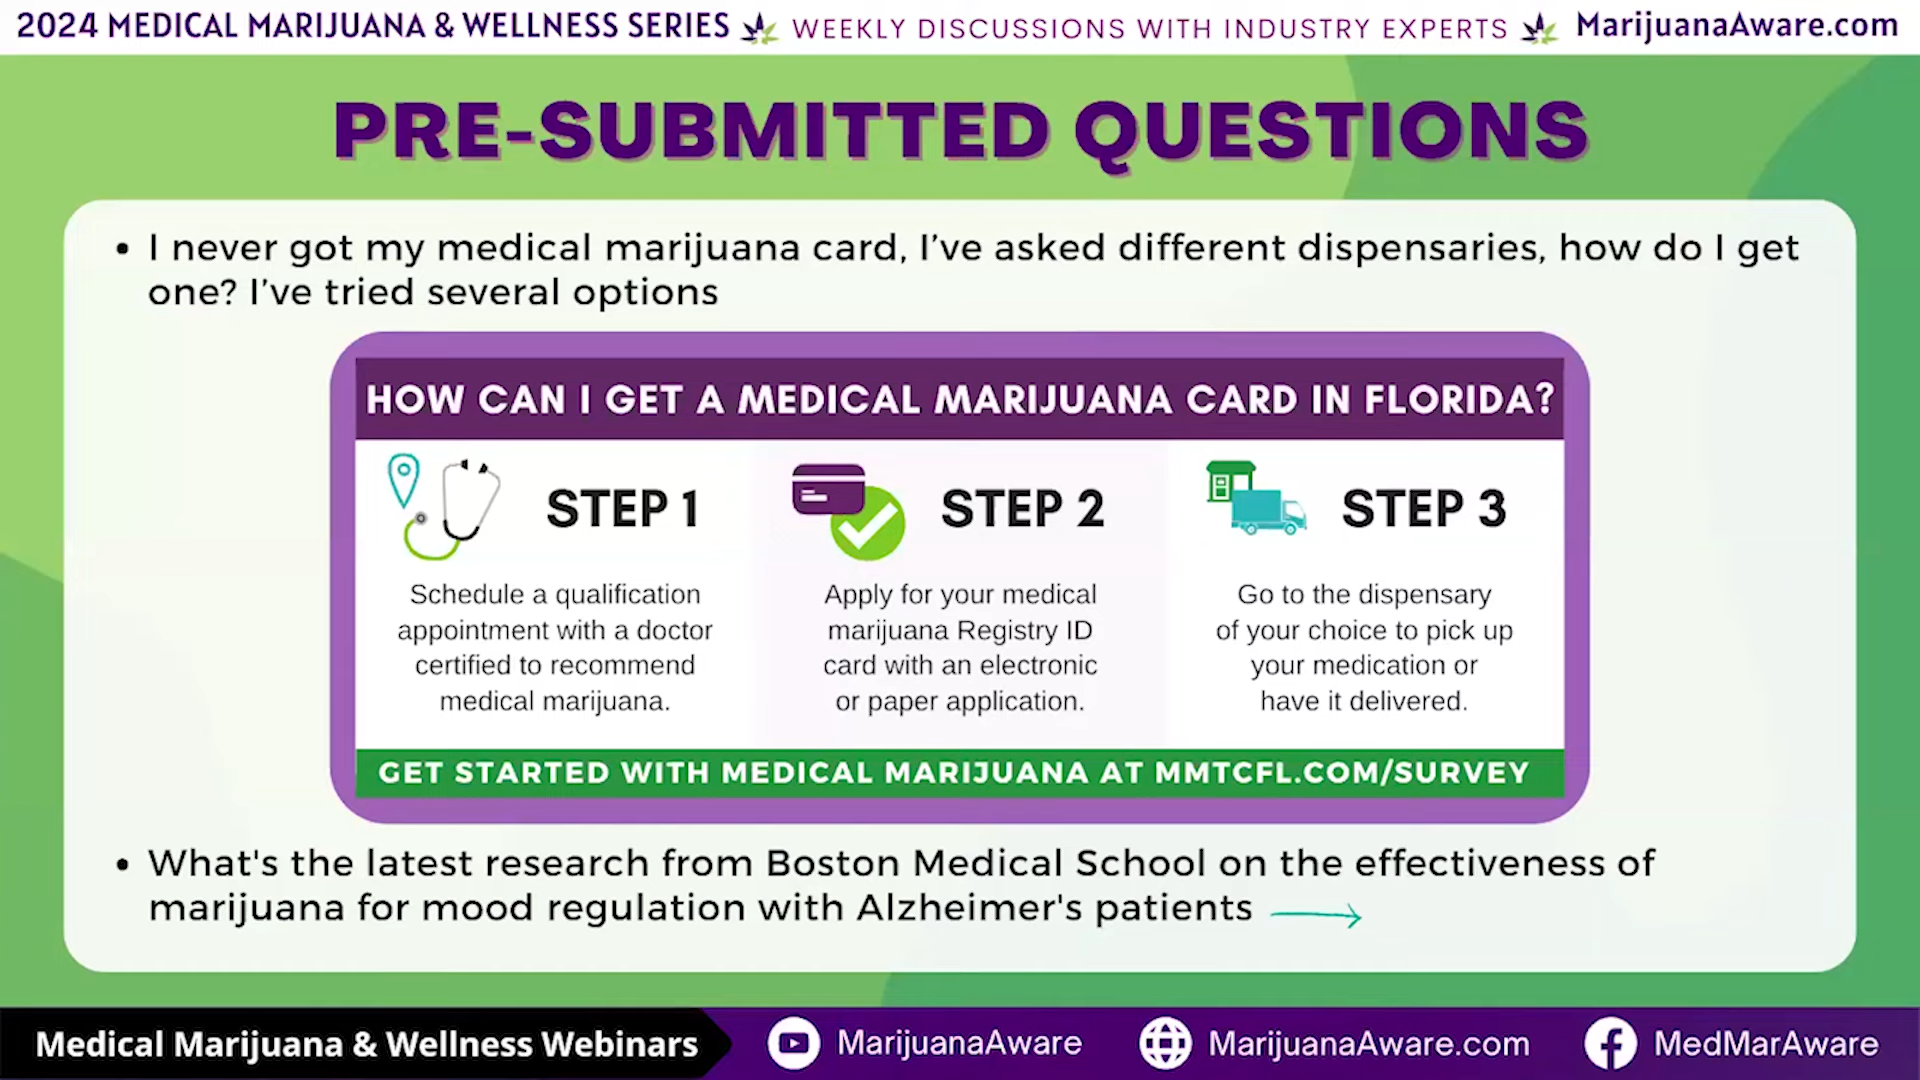 2024 MEDICAL MARIJUANA & WELLNESS SERIES WEEKLY DISCUSSIONS WITH INDUSTRY EXPERTS MarijuanaAware.com
PRE-SUBMITTED QUESTIONS
• I never got my medical marijuana card, I've asked different dispensaries, how do I get
one? I've tried several options
HOW CAN I GET A MEDICAL MARIJUANA CARD IN FLORIDA?
STEP 1
Schedule a qualification
appointment with a doctor
certified to recommend
medical marijuana.
STEP 2
Apply for your medical
marijuana Registry ID
card with an electronic
or paper application.
STEP 3
Go to the dispensary
of your choice to pick up
your medication or
have it delivered.
GET STARTED WITH MEDICAL MARIJUANA AT MMTCFL.COM/SURVEY
• What's the latest research from Boston Medical School on the effectiveness of
marijuana for mood regulation with Alzheimer's patients
Medical Marijuana & Wellness Webinars MarijuanaAware MarijuanaAware.com MedMarAware